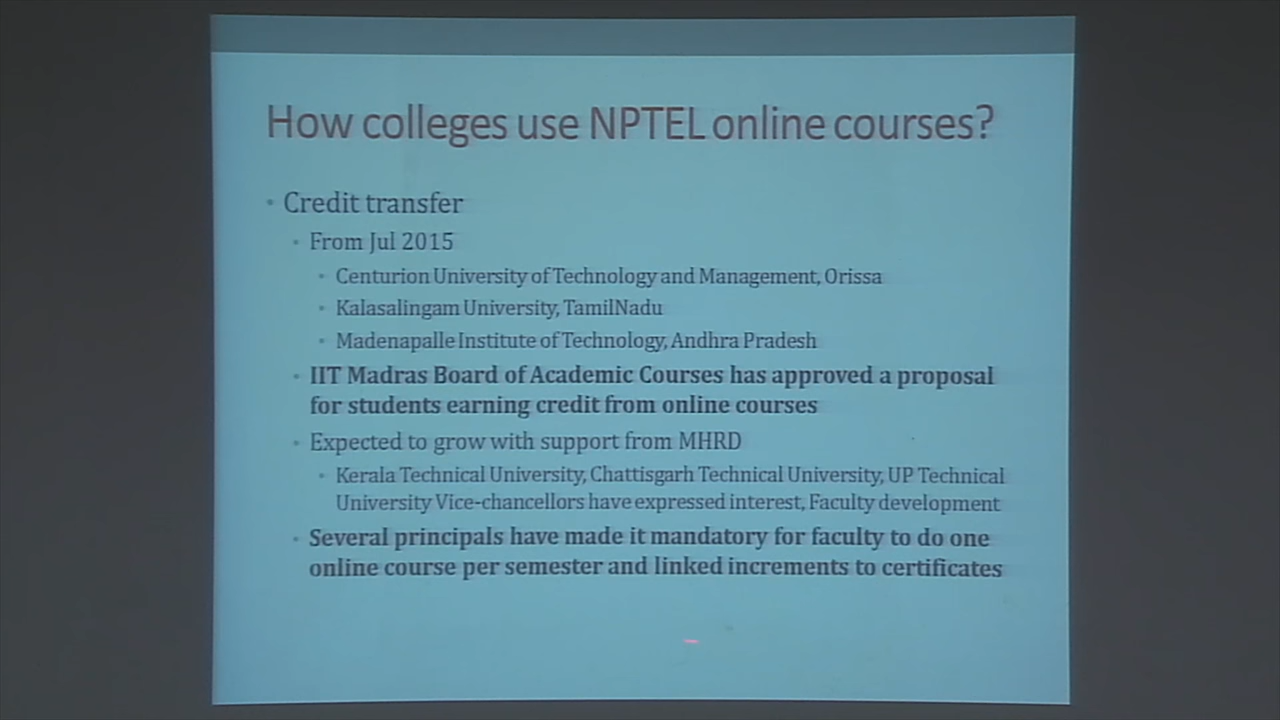 How colleges use NPTEL online courses?
• Credit transfer
• From Jul 2015
• Centurion University of Technology and Management, Orissa
• Kalasalingam University, TamilNadu
• Madenapalle Institute of Technology, Andhra Pradesh
• IIT Madras Board of Academic Courses has approved a proposal
for students earning credit from online courses
• Expected to grow with support from MHRD
• Kerala Technical University, Chattisgarh Technical University, UP Technical
University Vice-chancellors have expressed interest, Faculty development
• Several principals have made it mandatory for faculty to do one
online course per semester and linked increments to certificates